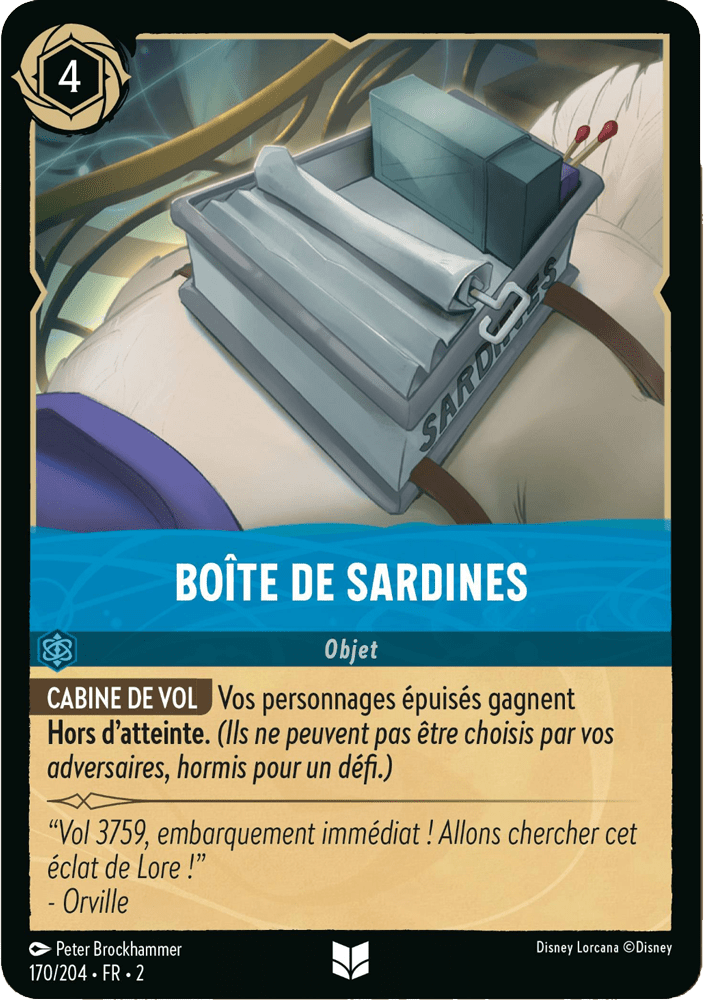 4
SARDINES
BOÎTE DE SARDINES
Objet
CABINE DE VOL Vos personnages épuisés gagnent
Hors d'atteinte. (Ils ne peuvent pas être choisis par vos
adversaires, hormis pour un défi.)
“Vol 3759, embarquement immédiat ! Allons chercher cet
éclat de Lore !”
- Orville
Peter Brockhammer
Disney Lorcana ©Disney
170/204 • FR • 2